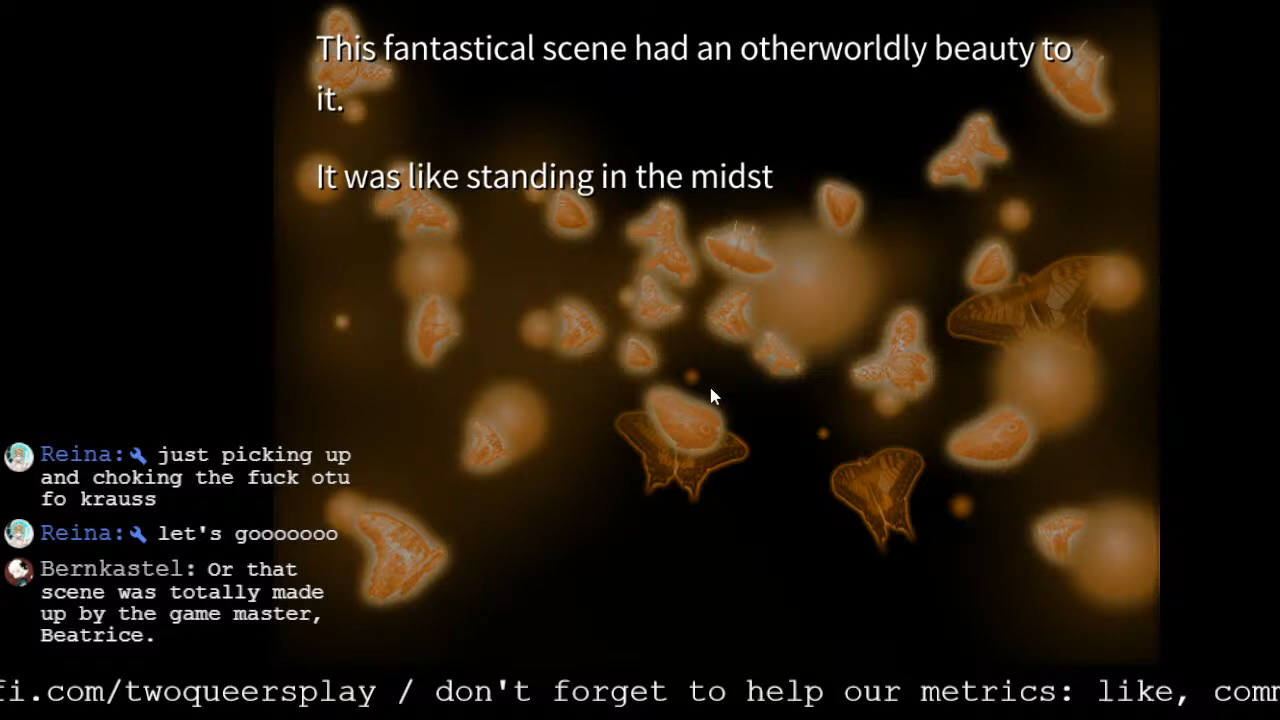 This fantastical scene had an otherworldly beauty to
it.
It was like standing in the midst
Reina: just picking up
and choking the fuck otu
fo krauss
Reina: let's gooooooo
Bernkastel: Or that
scene was totally made
up by the game master,
Beatrice.
fi.com/twoqueersplay / don't forget to help our metrics: like, comm